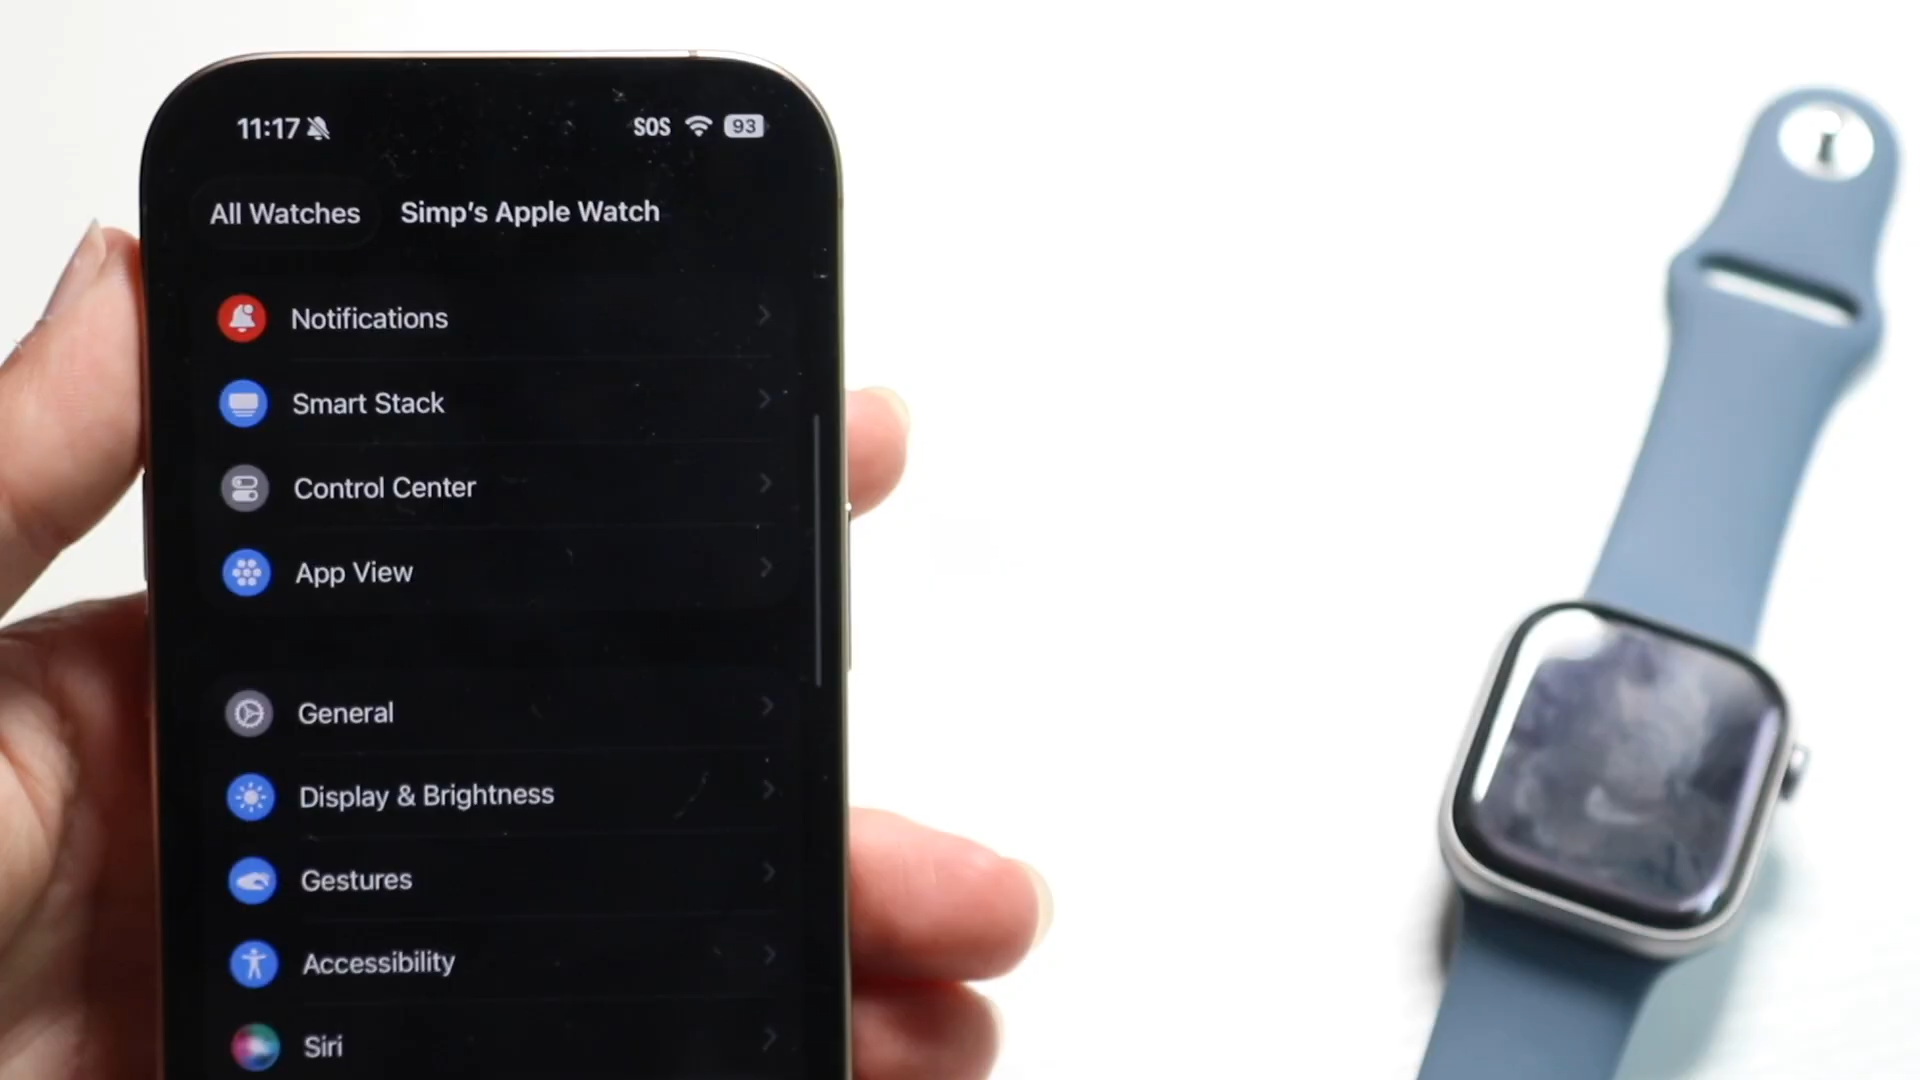 11:17
SOS
93
All Watches
Simp's Apple Watch
Notifications
Smart Stack
Control Center
App View
General
Display & Brightness
Gestures
Accessibility
Siri